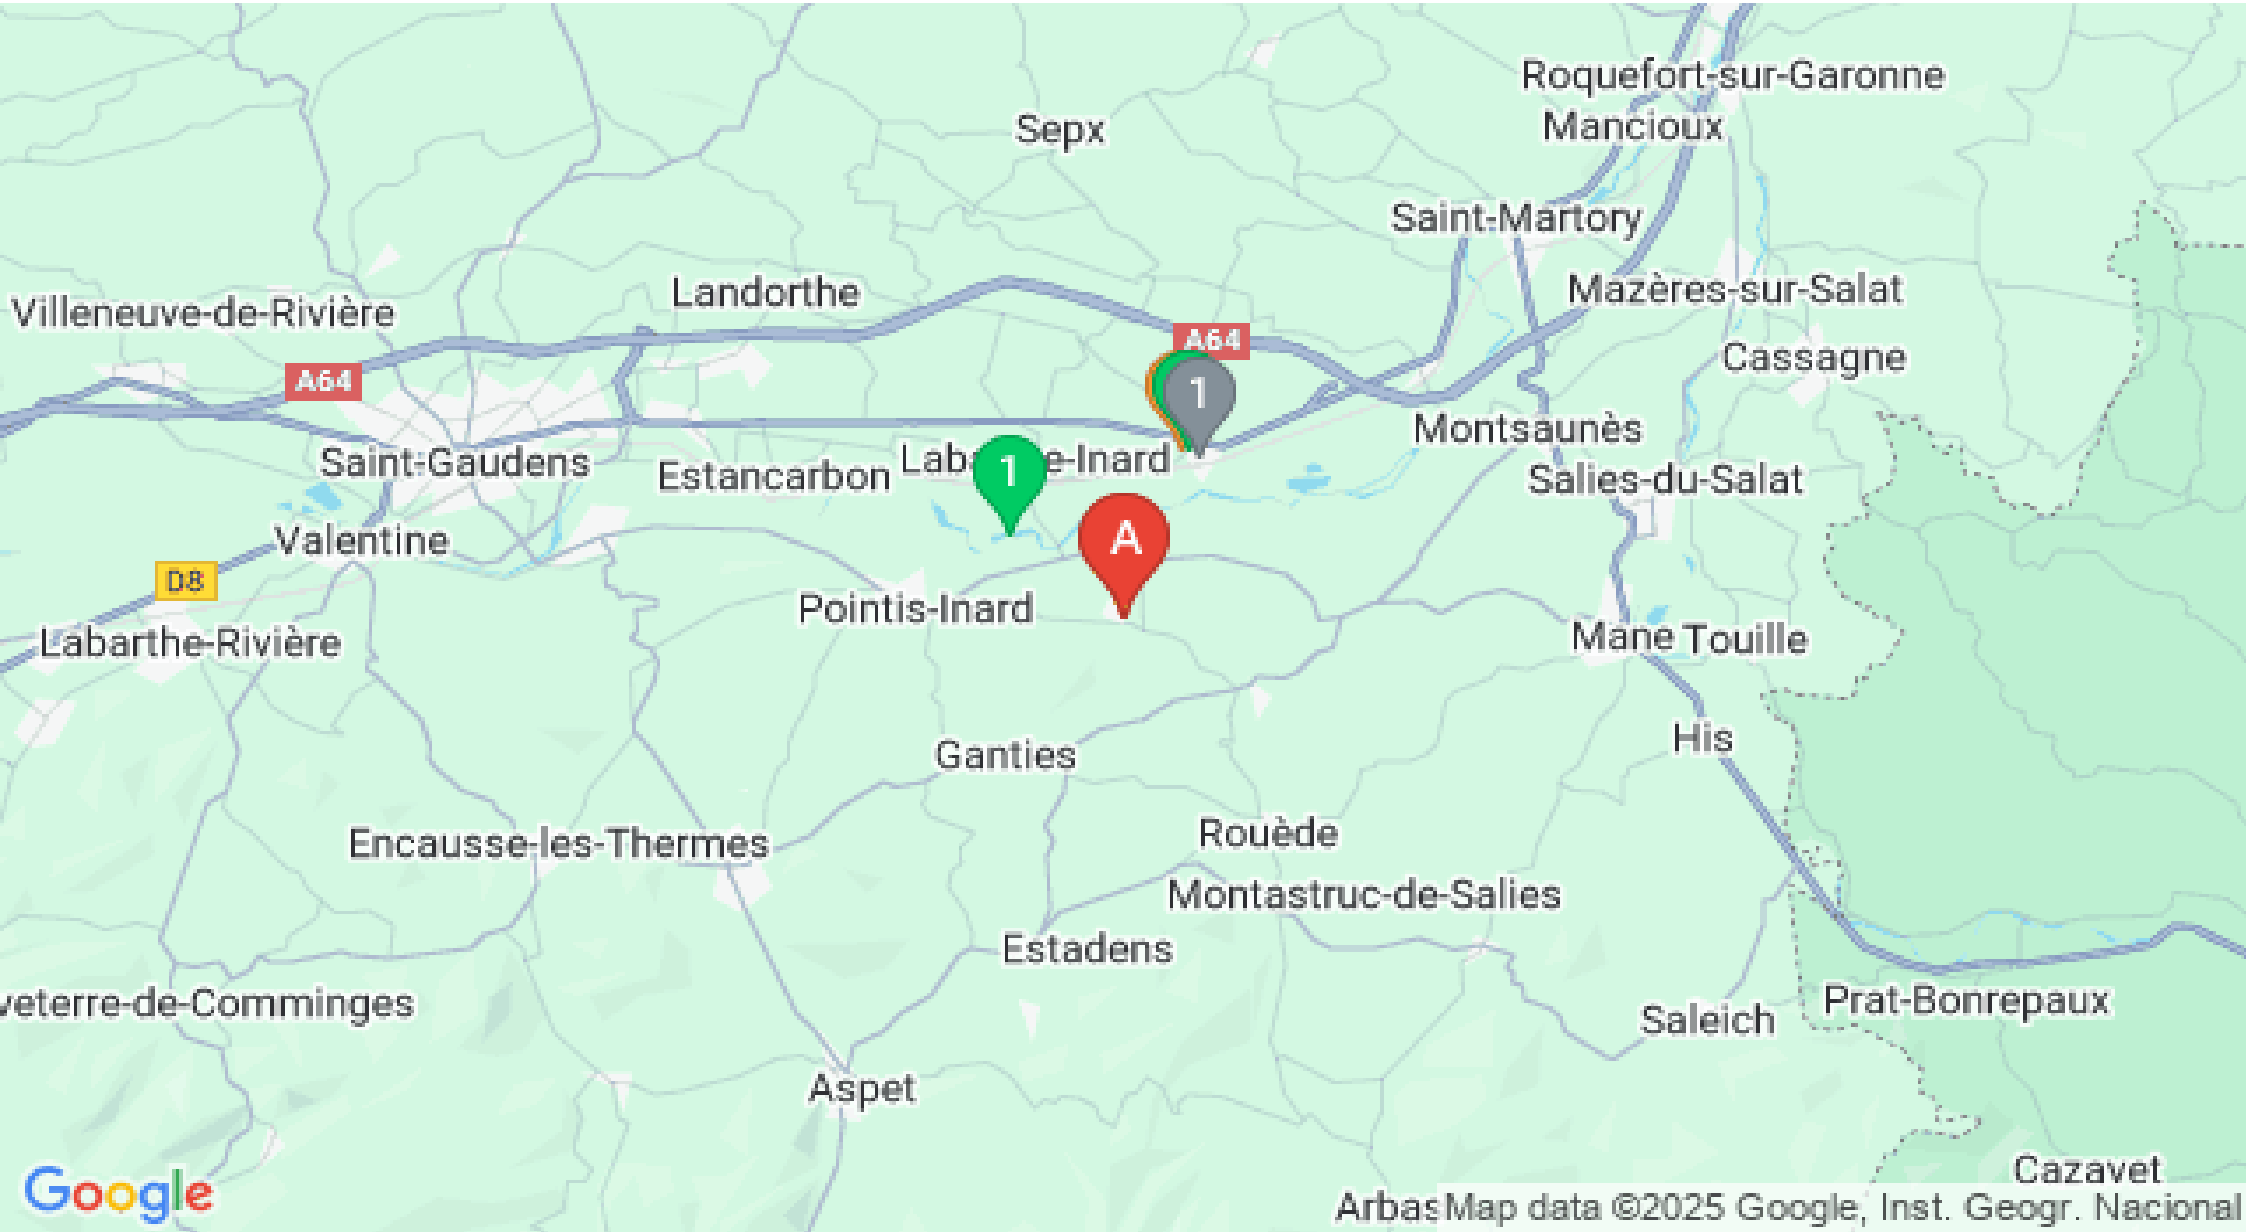 Roquefort-sur-Garonne
Mancioux
Sepx
Saint-Martory
Landorthe
Mazères-sur-Salat
Villeneuve-de-Rivière
A64
Cassagne
A64
1
Montsaunès
Saint-Gaudens
Estancarbon
1
Salies-du-Salat
Valentine
A
D8
Pointis-Inard
Labarthe-Rivière
Mane
Touille
His
Ganties
Rouède
Encausse-les-Thermes
Montastruc-de-Salies
Estadens
veterre-de-Comminges
Prat-Bonrepaux
Saleich
Aspet
Cazavet
Google
Arbas
Map data ©2025 Google, Inst. Geogr. Nacional